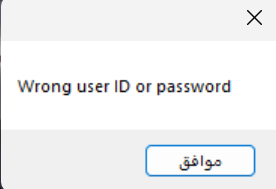 Wrong user ID or password
موافق